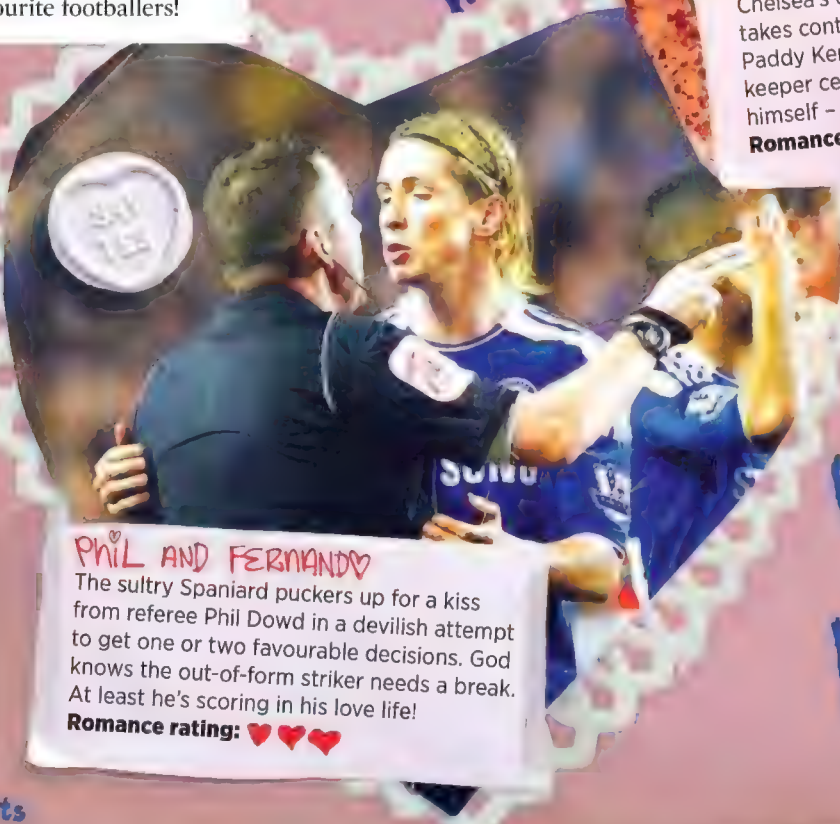 ourite footballers!
Chelsea's
takes cont
Paddy Ke
keeper ce
himself –
Romance
PHIL AND FERNANDO
The sultry Spaniard puckers up for a kiss
from referee Phil Dowd in a devilish attempt
to get one or two favourable decisions. God
knows the out-of-form striker needs a break.
At least he's scoring in his love life!
Romance rating:
ts